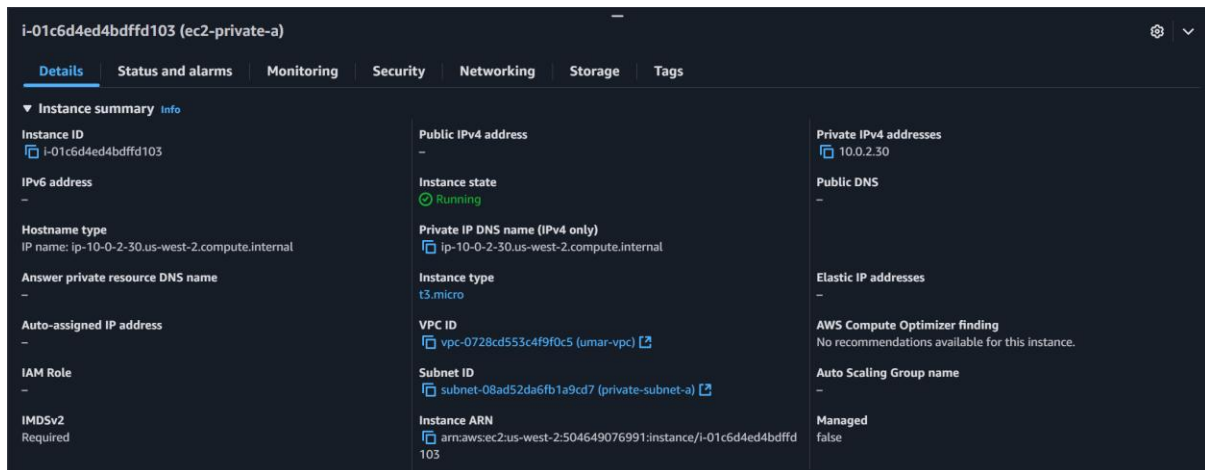 i-01c6d4ed4bdffd103 (ec2-private-a)
Details Status and alarms Monitoring Security Networking Storage Tags
Instance summary Info
Instance ID
i-01c6d4ed4bdffd103
Public IPv4 address
–
Private IPv4 addresses
10.0.2.30
IPv6 address
–
Instance state
Running
Public DNS
–
Hostname type
IP name: ip-10-0-2-30.us-west-2.compute.internal
Private IP DNS name (IPv4 only)
ip-10-0-2-30.us-west-2.compute.internal
Answer private resource DNS name
–
Instance type
t3.micro
Elastic IP addresses
–
Auto-assigned IP address
–
VPC ID
vpc-0728cd553c4f9f0c5 (umar-vpc)
AWS Compute Optimizer finding
No recommendations available for this instance.
IAM Role
–
Subnet ID
subnet-08ad52da6fb1a9cd7 (private-subnet-a)
Auto Scaling Group name
–
IMDSv2
Required
Instance ARN
arn:aws:ec2:us-west-2:504649076991:instance/i-01c6d4ed4bdffd
103
Managed
false